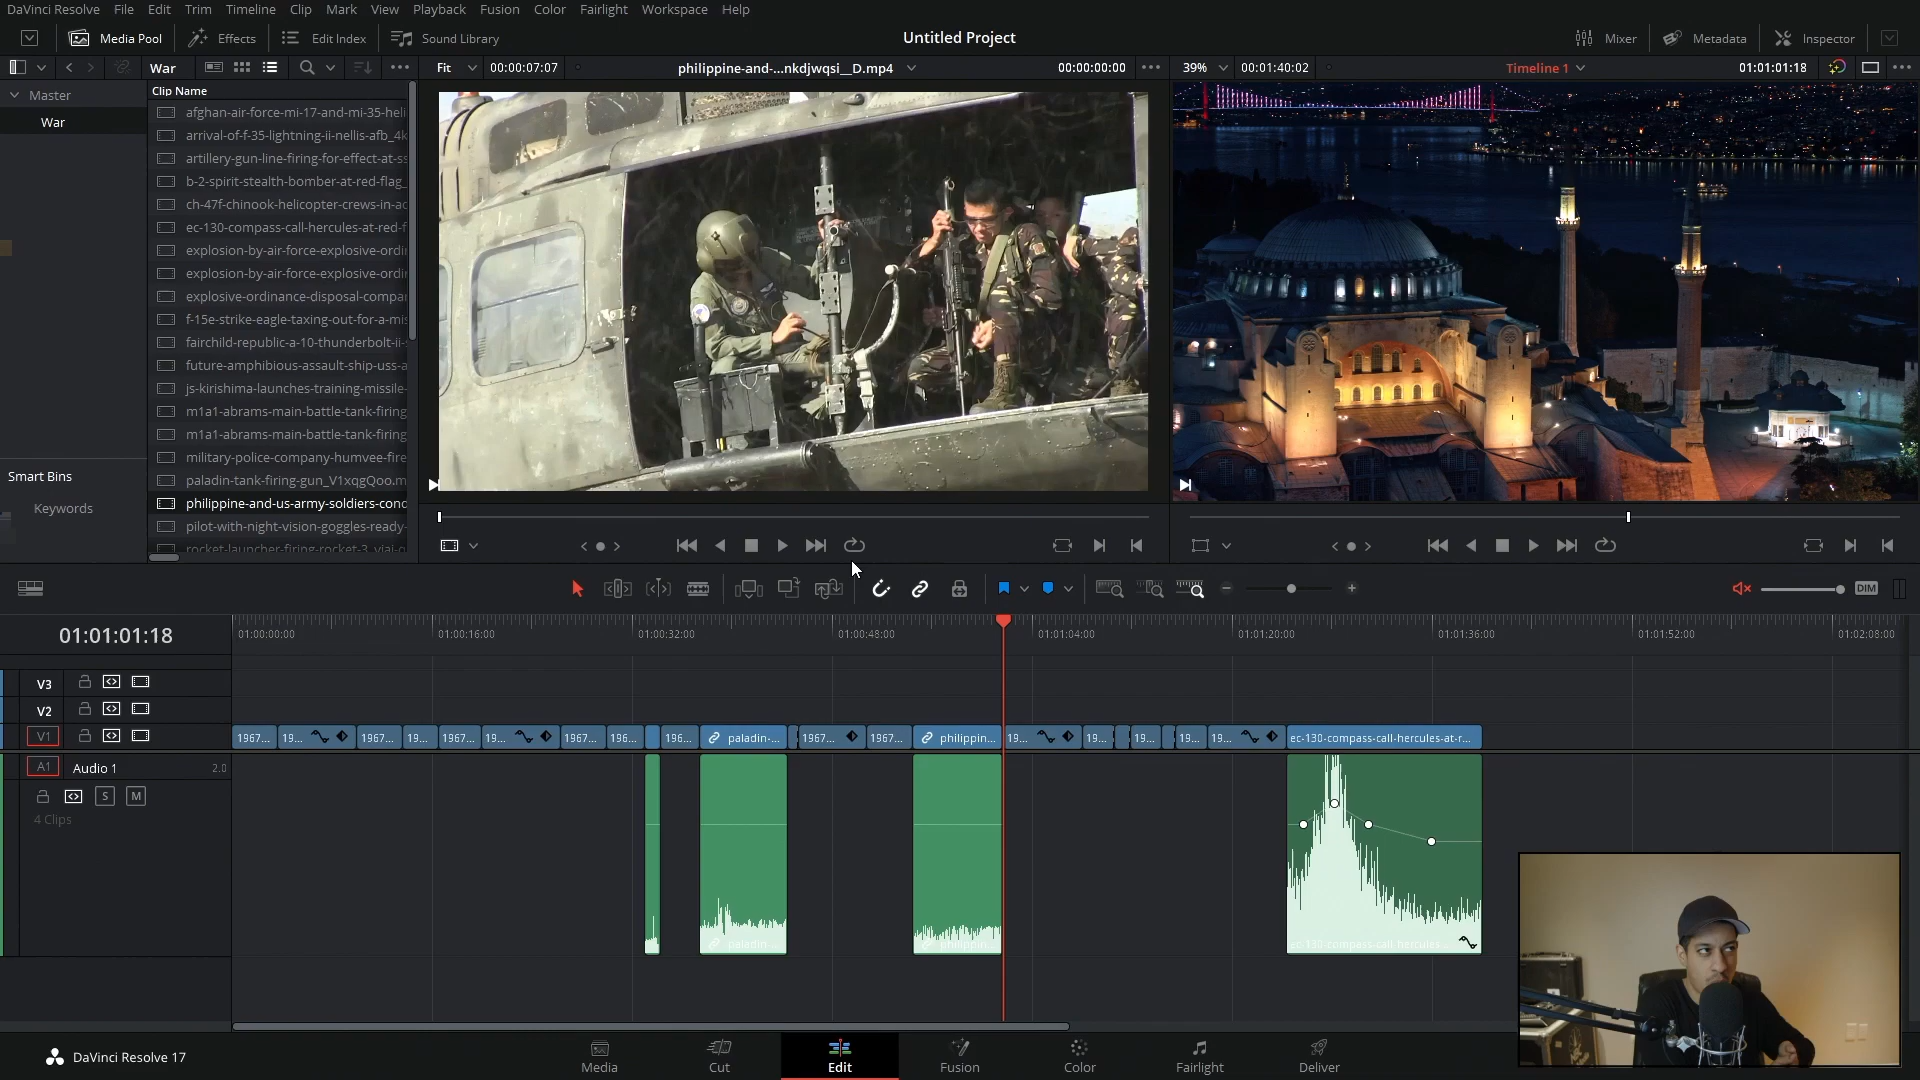 DaVinci Resolve File Edit Trim Timeline Clip Mark View Playback Fusion Color Fairlight Workspace Help
Media Pool Effects Edit Index Sound Library Untitled Project Mixer Metadata Inspector
War Fit 00:00:07:07 philippine-and-...nkdjwqsi__D.mp4 00:00:00:00 39% 00:01:40:02 Timeline 1 01:01:01:18
Master
War
Smart Bins
Keywords
Clip Name
afghan-air-force-mi-17-and-mi-35-heli
arrival-of-f-35-lightning-ii-nellis-afb_4k
artillery-gun-line-firing-for-effect-at-ss
b-2-spirit-stealth-bomber-at-red-flag_
ch-47f-chinook-helicopter-crews-in-ac
ec-130-compass-call-hercules-at-red-f
explosion-by-air-force-explosive-ordin
explosion-by-air-force-explosive-ordin
explosive-ordinance-disposal-compan
f-15e-strike-eagle-taxing-out-for-a-mis
fairchild-republic-a-10-thunderbolt-ii-s
future-amphibious-assault-ship-uss-a
js-kirishima-launches-training-missile-
m1a1-abrams-main-battle-tank-firing
m1a1-abrams-main-battle-tank-firing
military-police-company-humvee-fire
paladin-tank-firing-gun_V1xqgQoo.m
philippine-and-us-army-soldiers-cond
pilot-with-night-vision-goggles-ready-
DIM
01:01:01:18
01:00:00:00 01:00:16:00 01:00:32:00 01:00:48:00 01:01:04:00 01:01:20:00 01:01:36:00 01:01:52:00 01:02:08:00
V3
V2
V1 1967... 19... 1967... 19... 1967... 19... 1967... 196... 196... paladin-... 1967... 1967... philippin... 19... 19... 19... 19... 19... ec-130-compass-call-hercules-at-r...
A1 Audio 1 2.0
S M
4 Clips
paladin-... philippin... ec-130-compass-call-hercules...
DaVinci Resolve 17
Media Cut Edit Fusion Color Fairlight Deliver